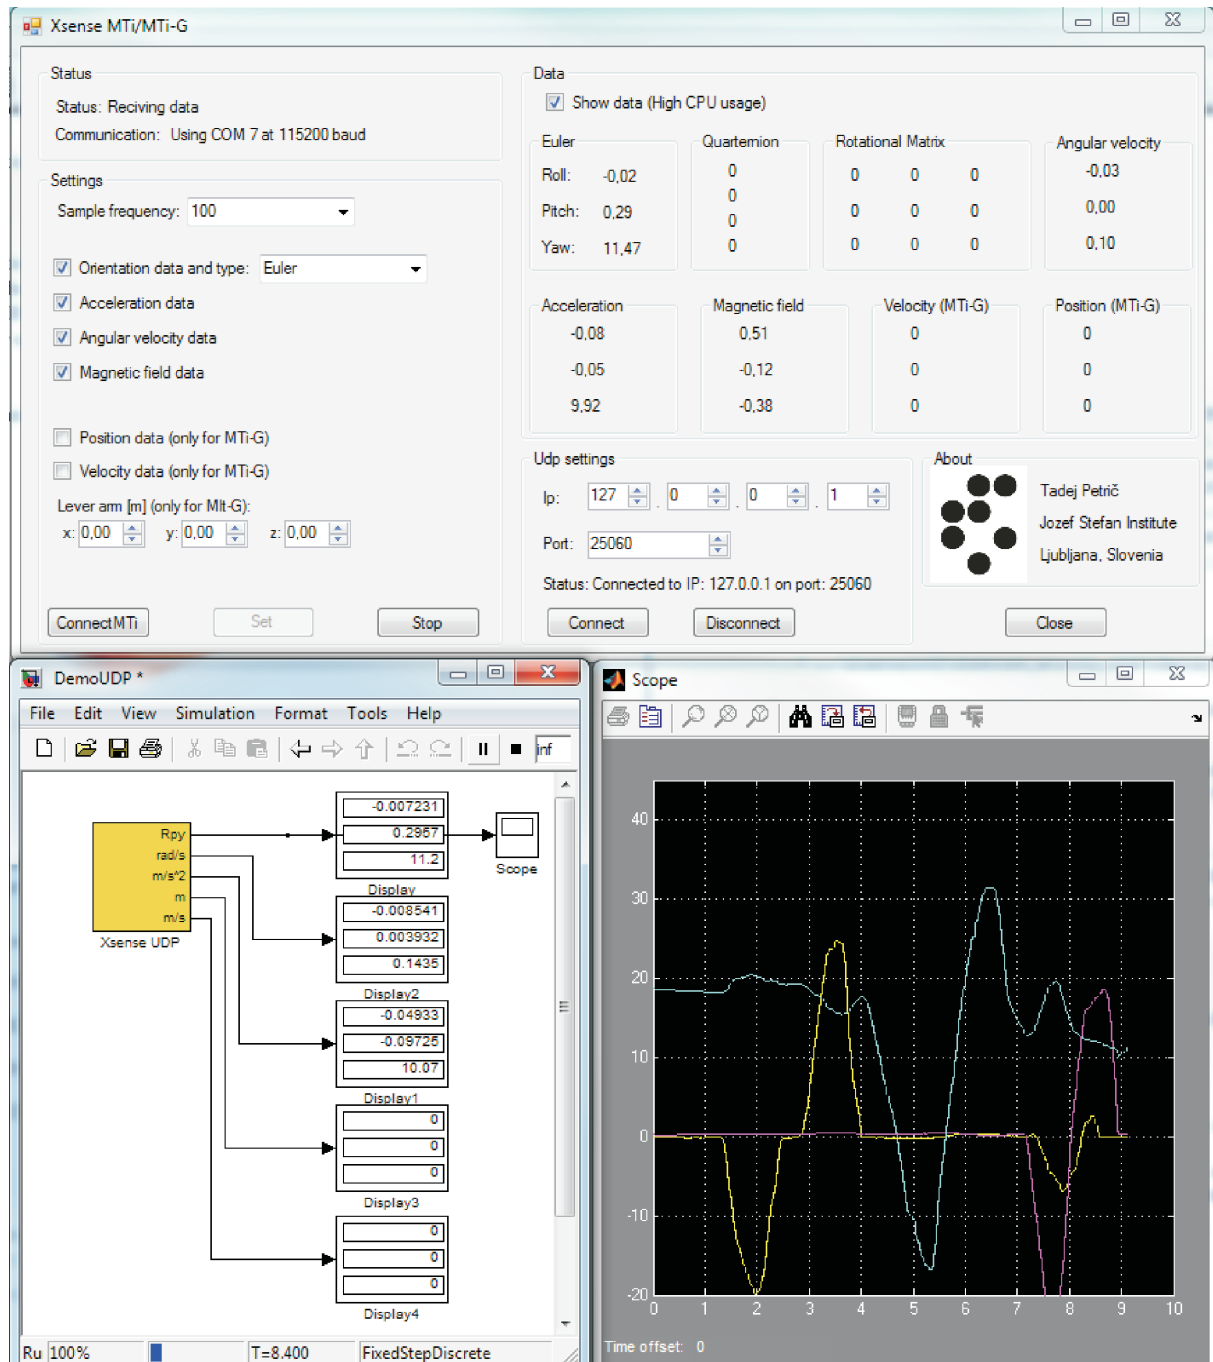 Xsense MTi/MTi-G
Status
Status: Reciving data
Communication: Using COM 7 at 115200 baud
Settings
Sample frequency: 100
Orientation data and type: Euler
Acceleration data
Angular velocity data
Magnetic field data
Position data (only for MTi-G)
Velocity data (only for MTi-G)
Lever arm [m] (only for MIt-G):
x: 0,00 y: 0,00 z: 0,00
ConnectMTi Set Stop
Data
Show data (High CPU usage)
Euler Quarternion Rotational Matrix Angular velocity
Roll: -0,02 0 0 0 0 -0,03
0
Pitch: 0,29 0 0 0 0,00
0
Yaw: 11,47 0 0 0 0 0,10
Acceleration Magnetic field Velocity (MTi-G) Position (MTi-G)
-0,08 0,51 0 0
-0,05 -0,12 0 0
9,92 -0,38 0 0
Udp settings
Ip: 127 . 0 . 0 . 1
Port: 25060
Status: Connected to IP: 127.0.0.1 on port: 25060
Connect Disconnect
About
Tadej Petrič
Jozef Stefan Institute
Ljubljana, Slovenia
Close
DemoUDP *
File Edit View Simulation Format Tools Help
inf
Rpy
rad/s
m/s^2
m
m/s
Xsense UDP
-0.007231
0.2957
11.2
Display
Scope
-0.008541
0.003932
0.1435
Display2
-0.04933
-0.09725
10.07
Display1
0
0
0
Display3
0
0
0
Display4
Ru 100% T=8.400 FixedStepDiscrete
Scope
40
30
20
10
0
-10
-20
0 1 2 3 4 5 6 7 8 9 10
Time offset: 0